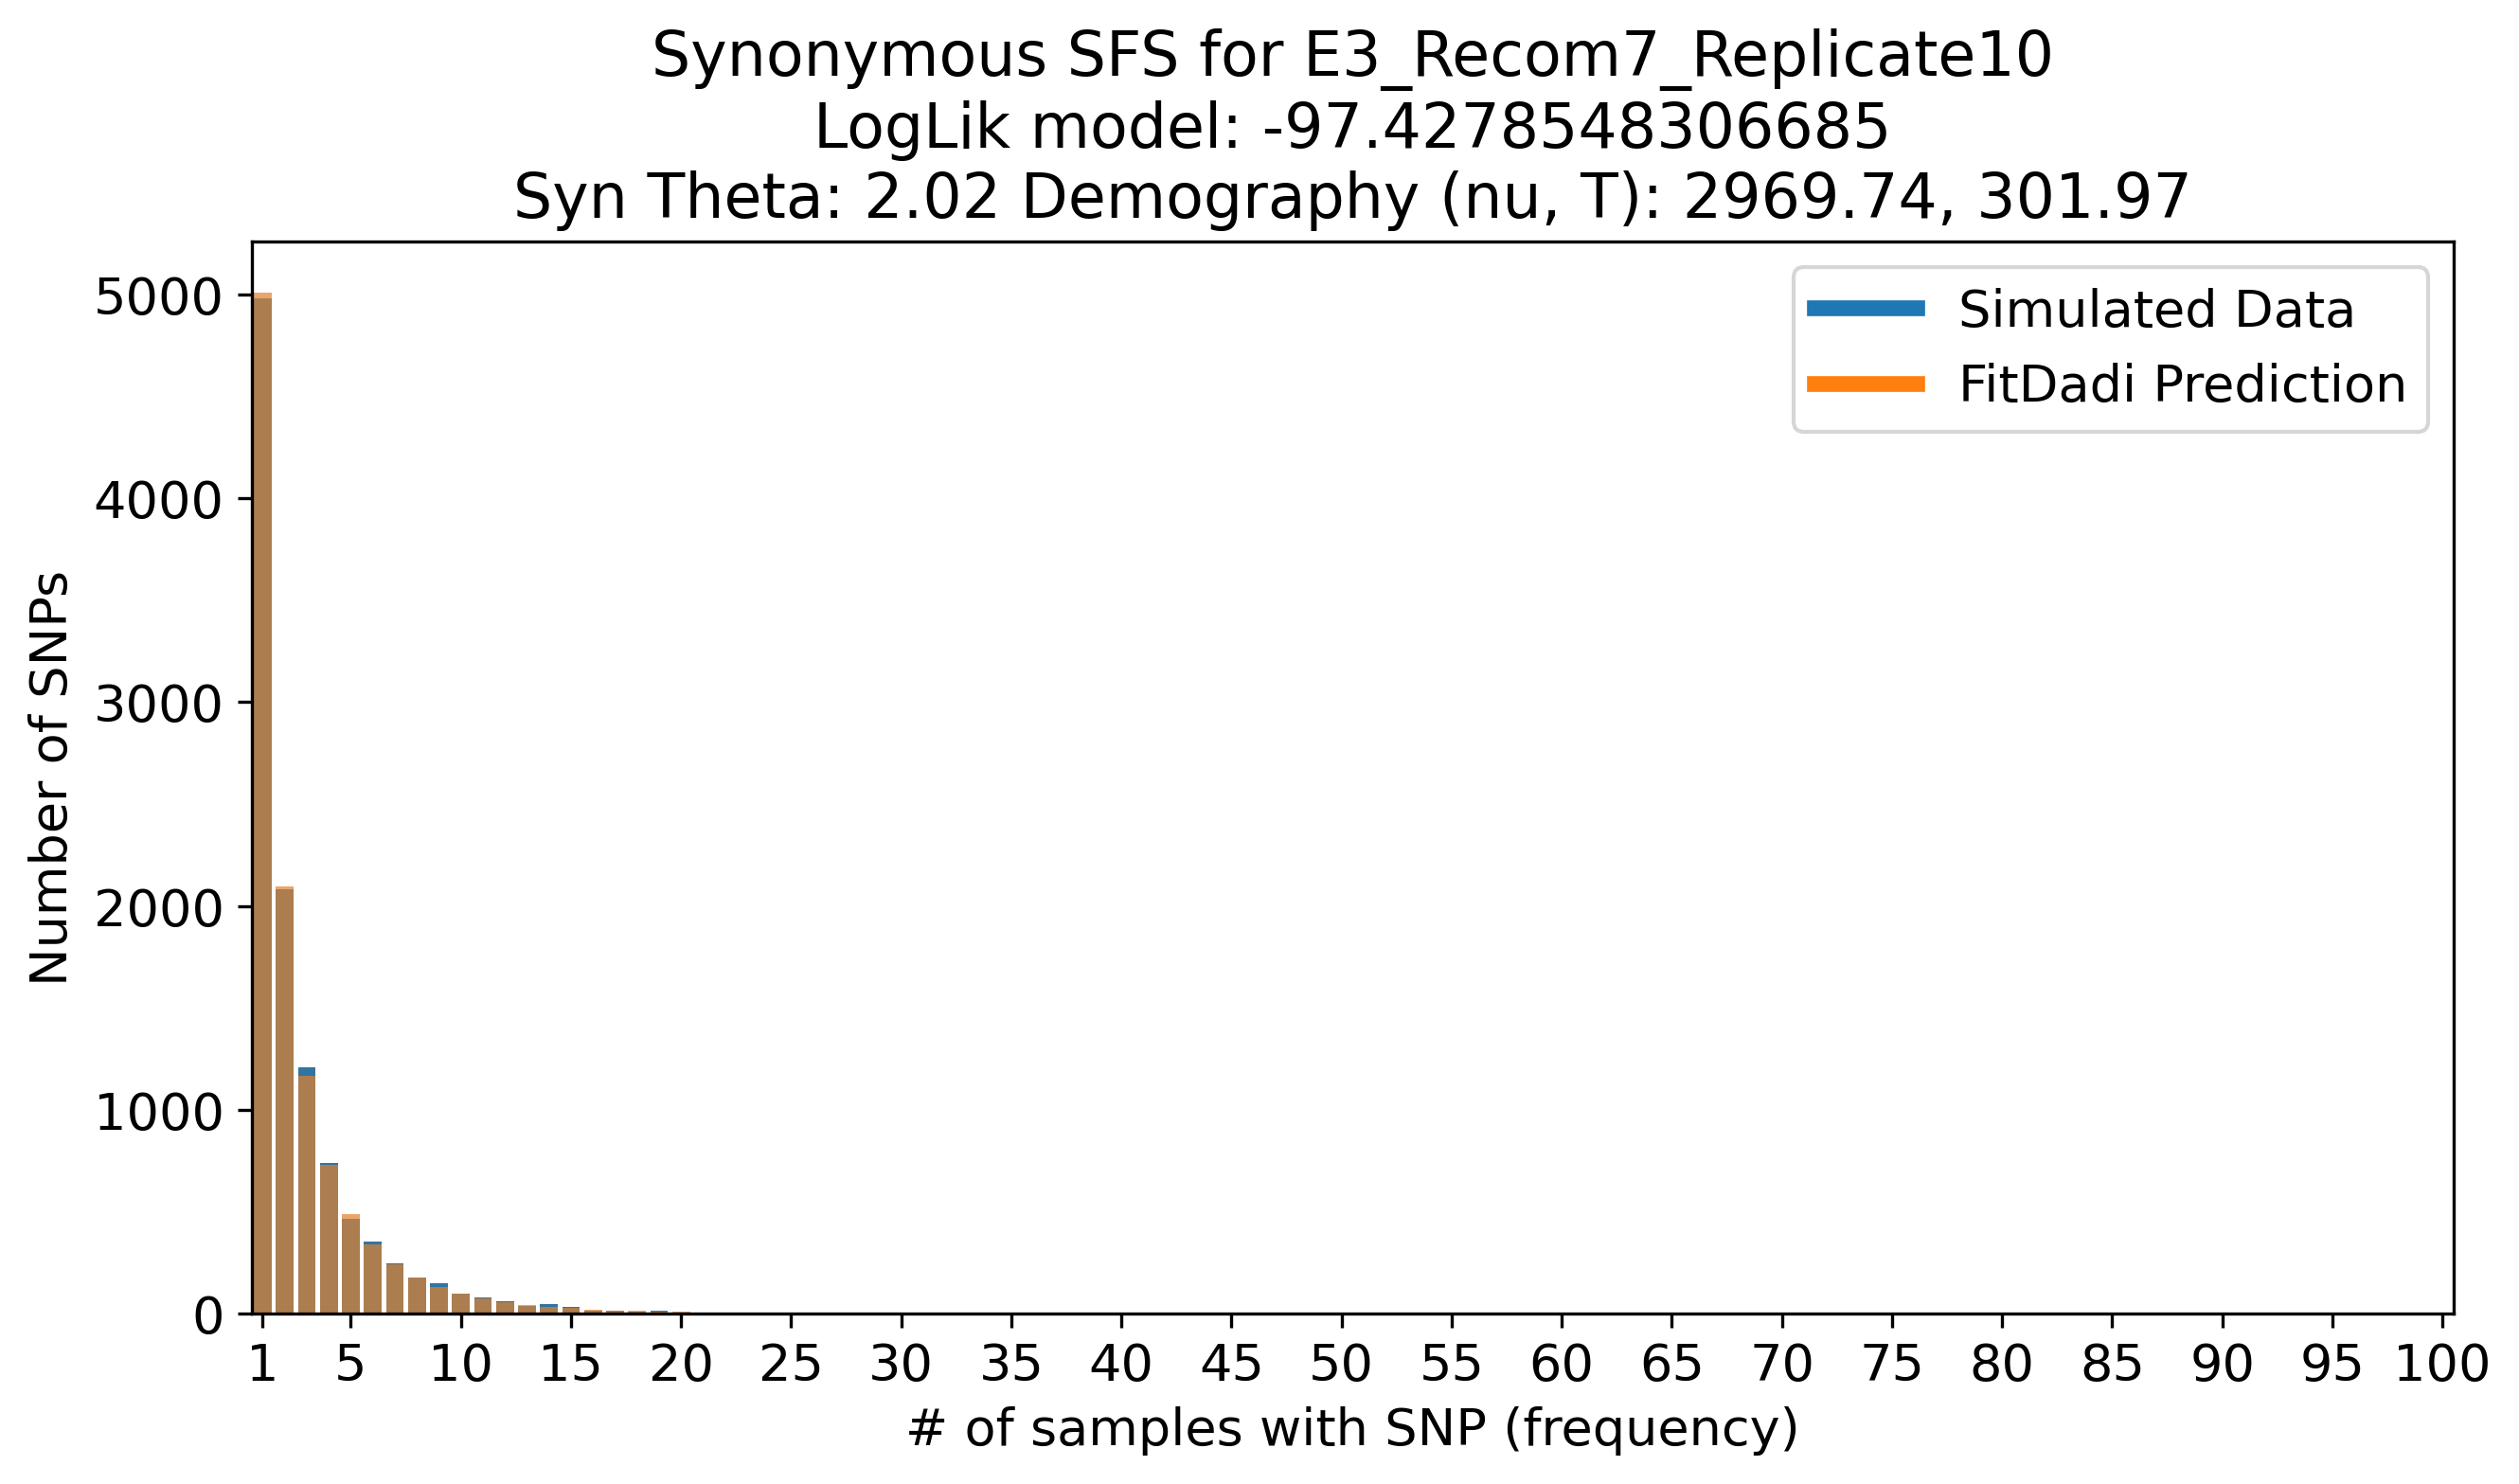 Synonymous SFS for E3_Recom7_Replicate10
LogLik model: -97.4278548306685
Syn Theta: 2.02 Demography (nu, T): 2969.74, 301.97
Simulated Data
FitDadi Prediction
Number of SNPs
5000
4000
3000
2000
1000
0
1 5 10 15 20 25 30 35 40 45 50 55 60 65 70 75 80 85 90 95 100
# of samples with SNP (frequency)